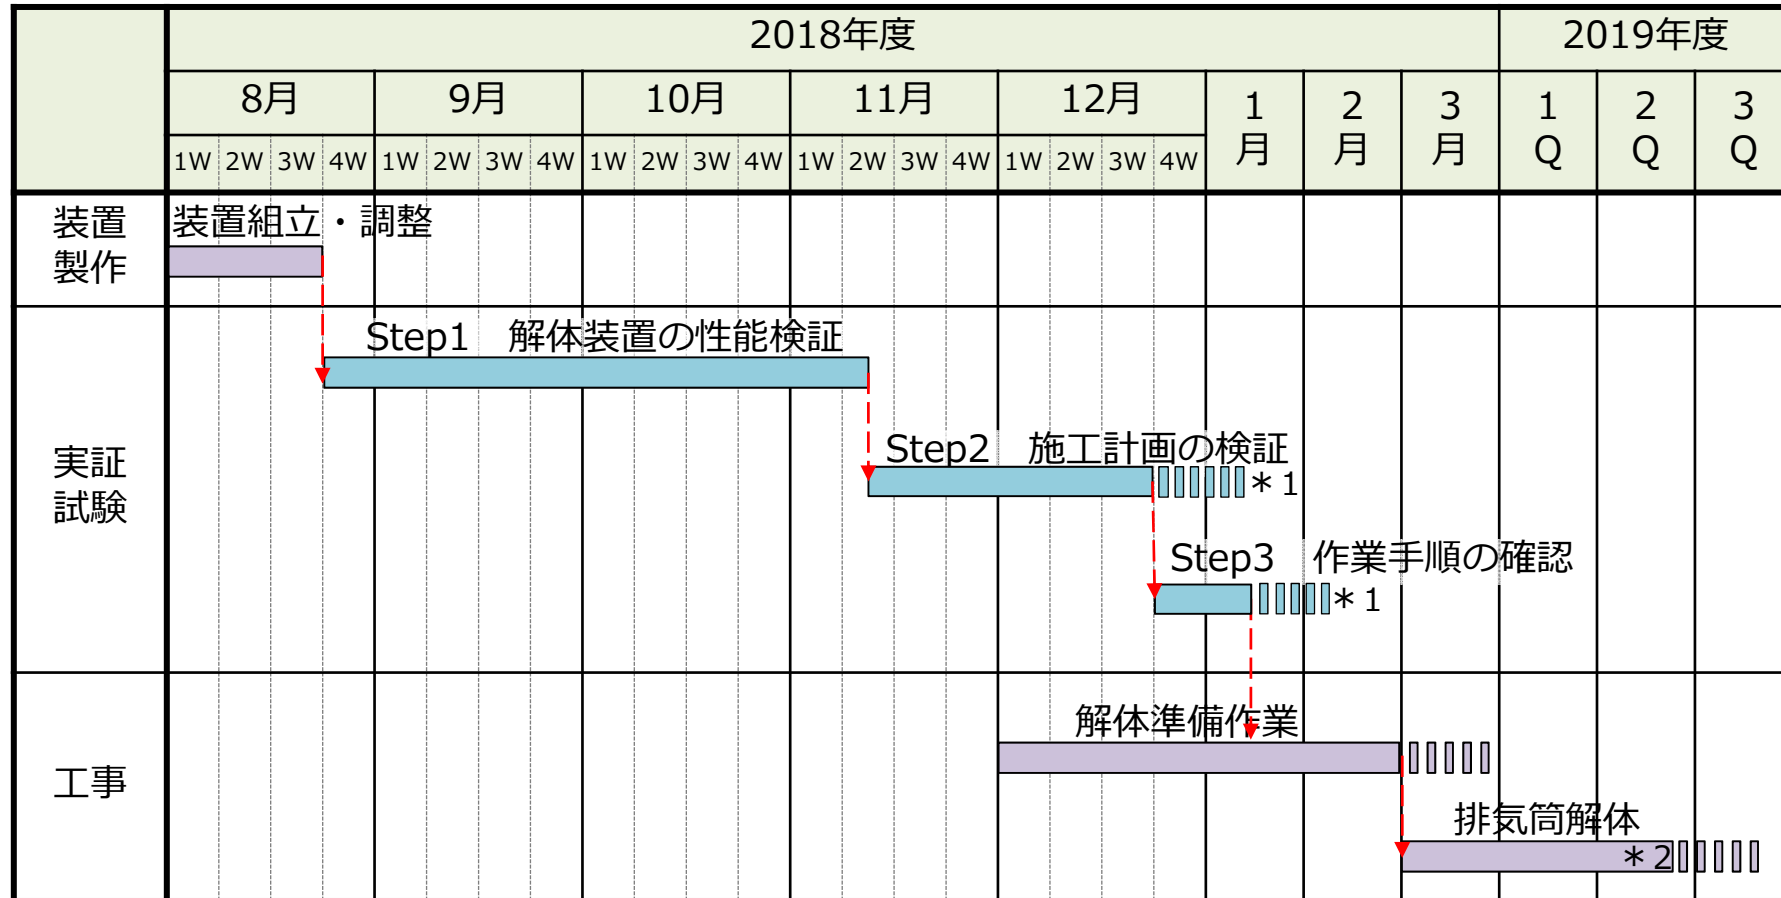 2018年度 2019年度
8月 9月 10月 11月 12月 1月 2月 3月 1Q 2Q 3Q
1W 2W 3W 4W 1W 2W 3W 4W 1W 2W 3W 4W 1W 2W 3W 4W 1W 2W 3W 4W
装置
製作
装置組立・調整
実証
試験
Step1　解体装置の性能検証
Step2　施工計画の検証
＊1
Step3　作業手順の確認
＊1
工事
解体準備作業
排気筒解体
＊2